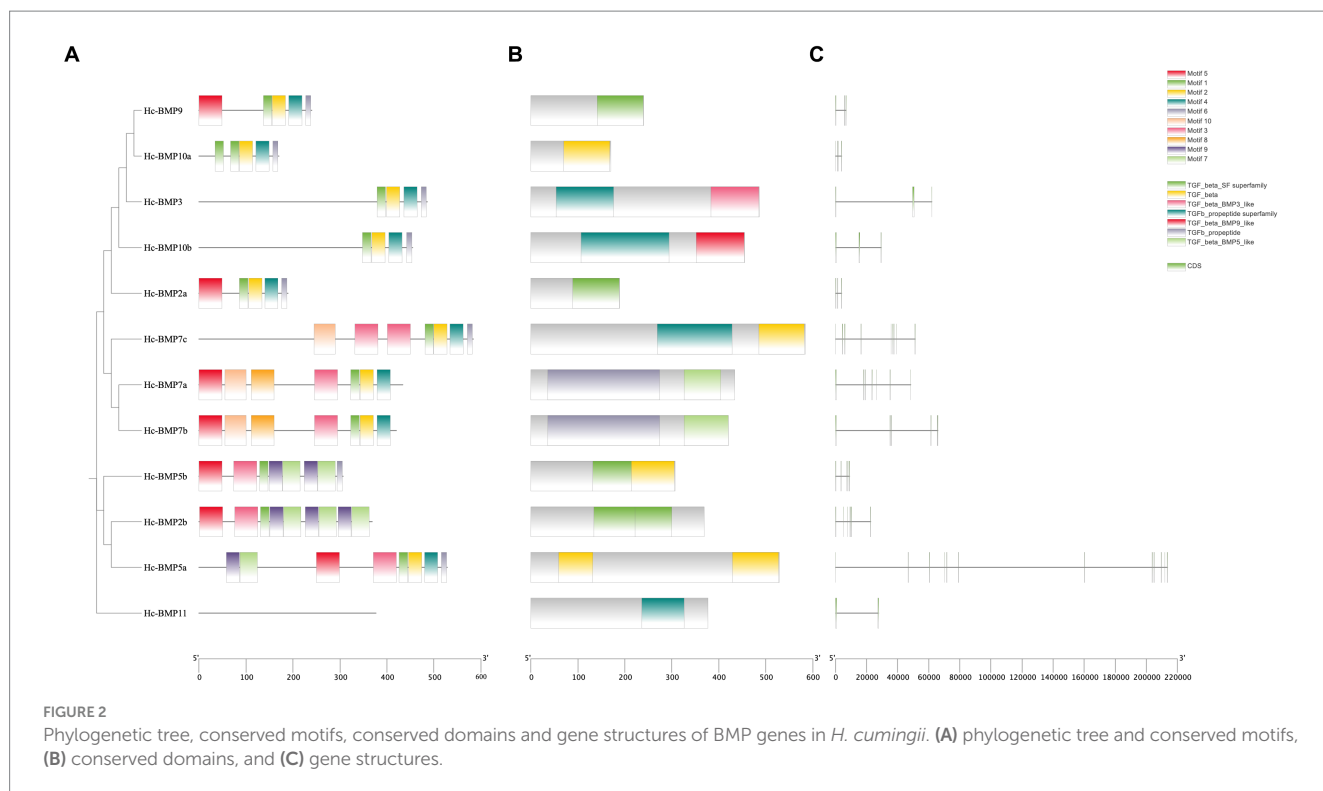 A
B
C
Hc-BMP9
Hc-BMP10a
Hc-BMP3
Hc-BMP10b
Hc-BMP2a
Hc-BMP7c
Hc-BMP7a
Hc-BMP7b
Hc-BMP5b
Hc-BMP2b
Hc-BMP5a
Hc-BMP11
5' 3'
0 100 200 300 400 500 600
5' 3'
0 100 200 300 400 500 600
5' 3'
0 20000 40000 60000 80000 100000 120000 140000 160000 180000 200000 220000
Motif 5
Motif 1
Motif 2
Motif 4
Motif 6
Motif 10
Motif 3
Motif 8
Motif 9
Motif 7
TGF_beta_SF superfamily
TGF_beta
TGF_beta_BMP3_like
TGFb_propeptide superfamily
TGF_beta_BMP9_like
TGFb_propeptide
TGF_beta_BMP5_like
CDS
FIGURE 2
Phylogenetic tree, conserved motifs, conserved domains and gene structures of BMP genes in H. cumingii. (A) phylogenetic tree and conserved motifs,
(B) conserved domains, and (C) gene structures.